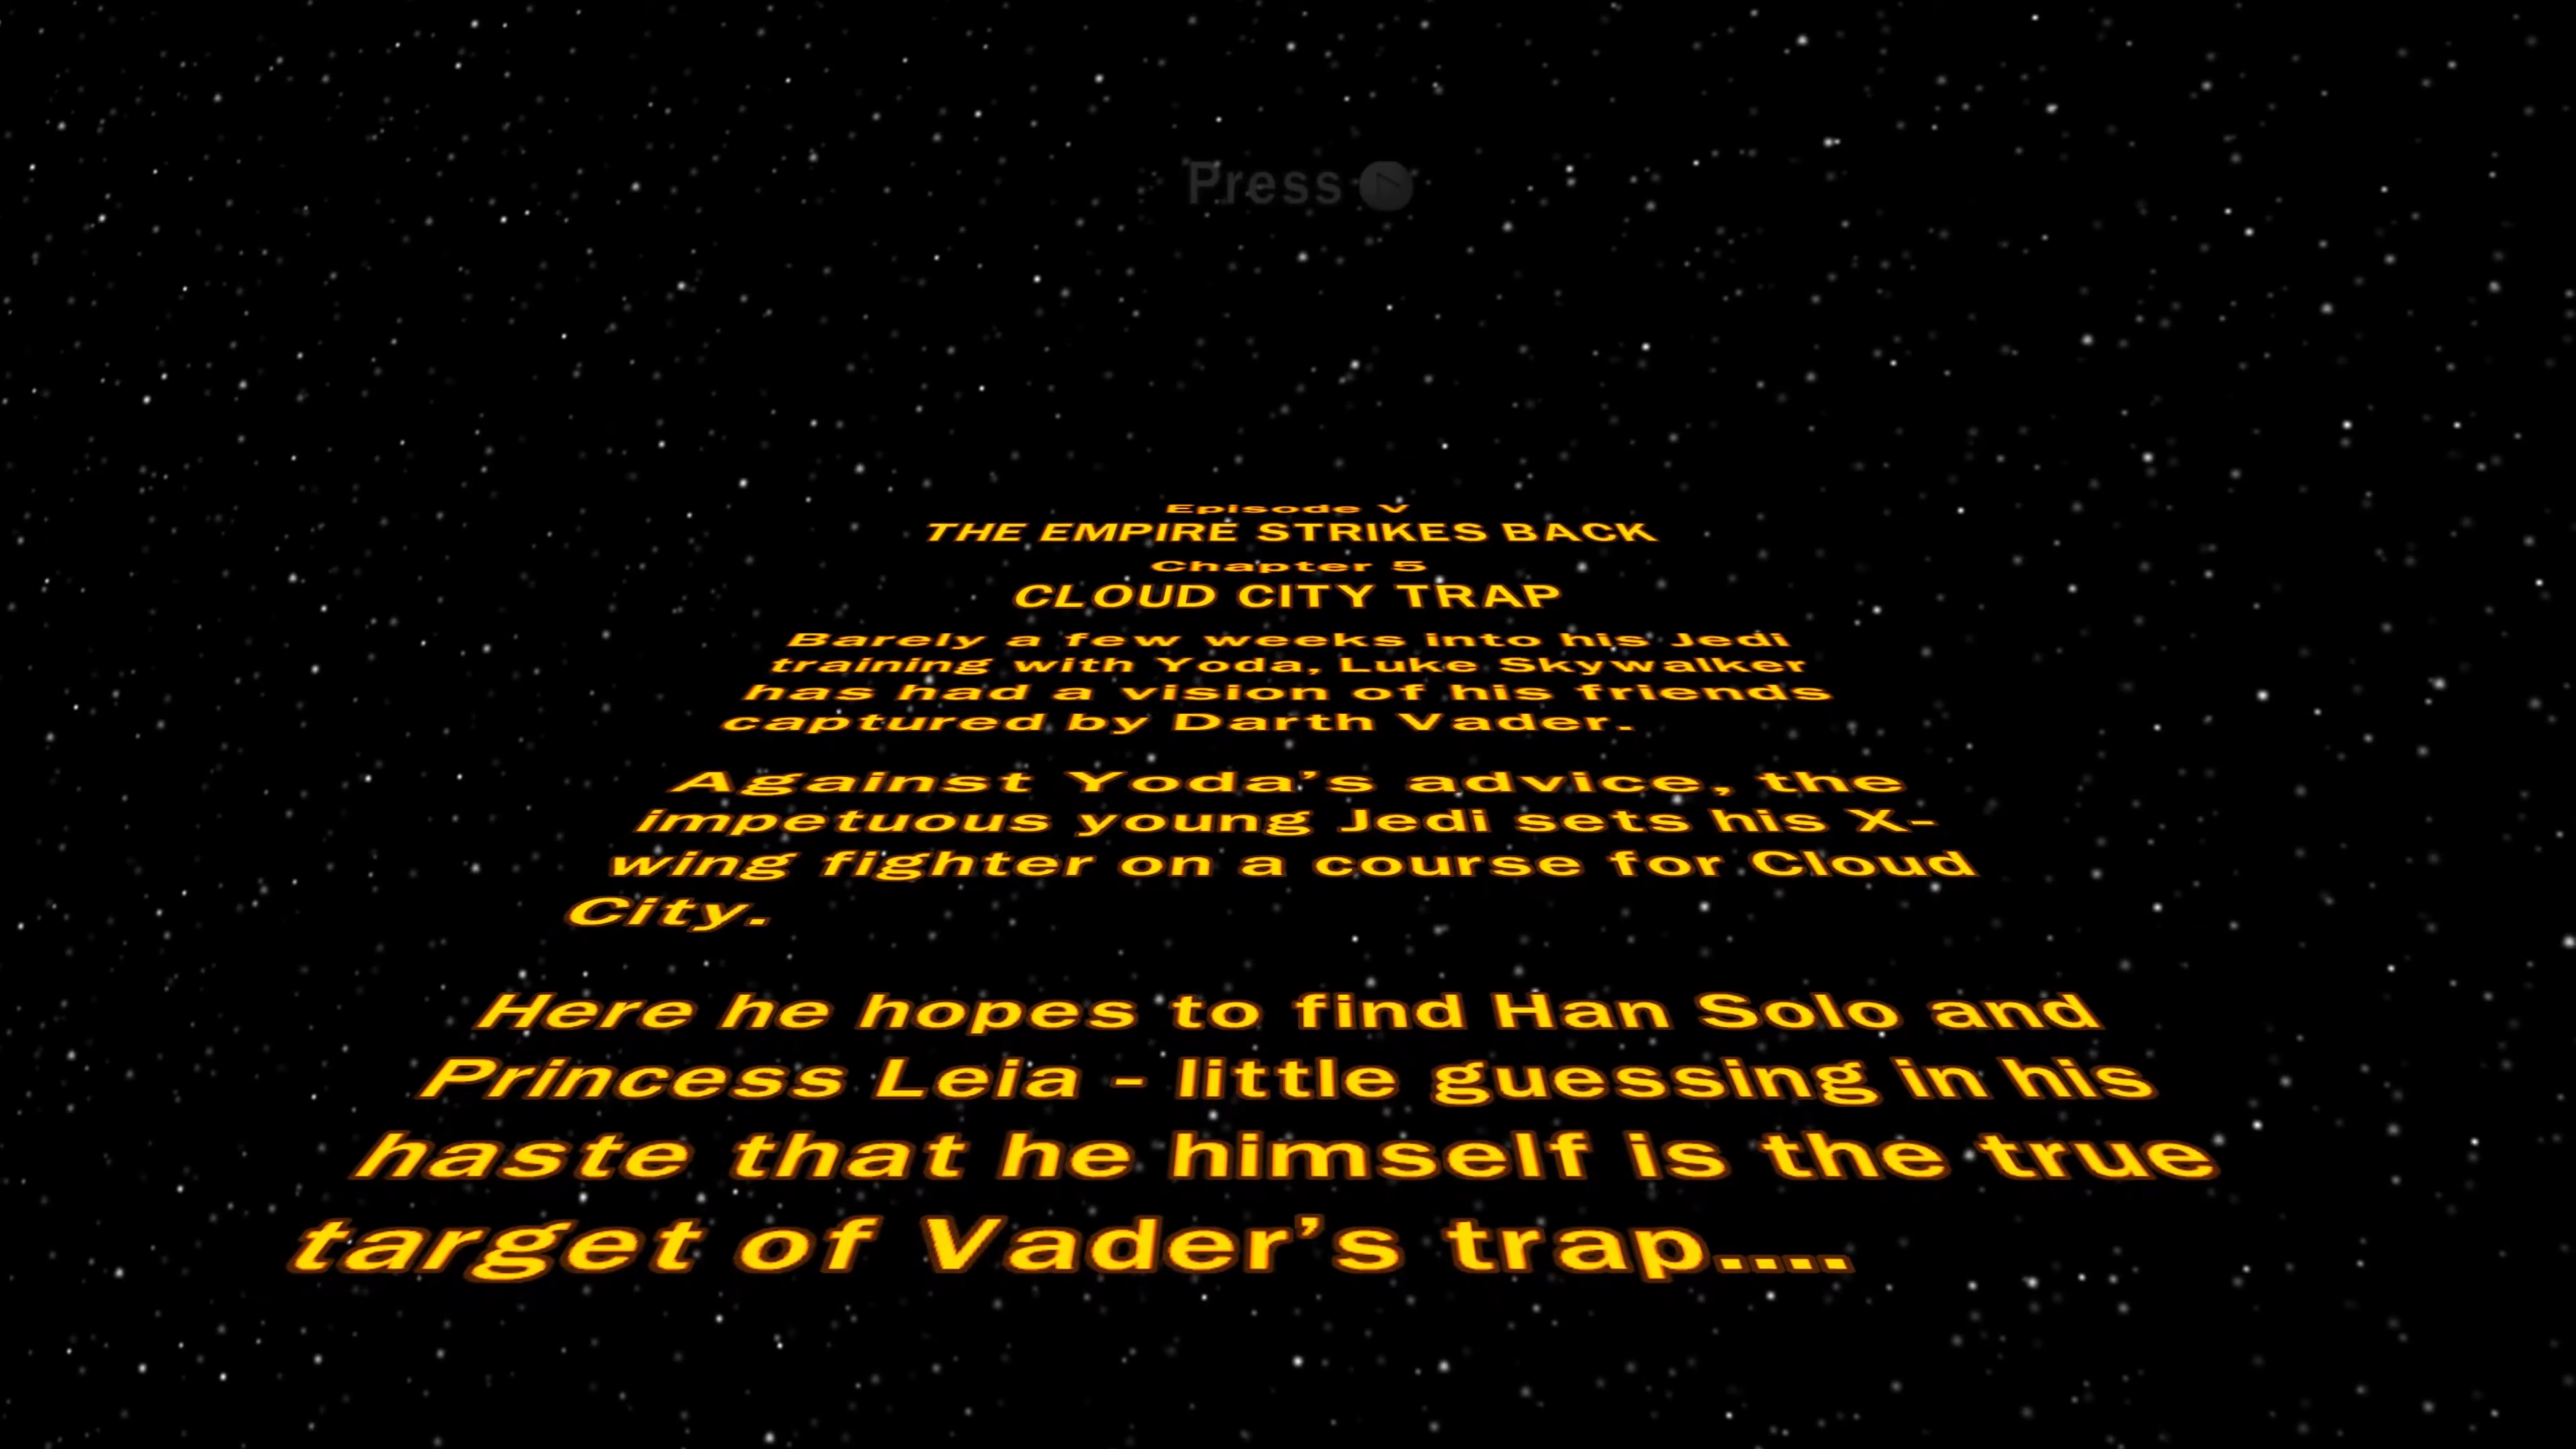 Press
Episode V
THE EMPIRE STRIKES BACK
Chapter 5
CLOUD CITY TRAP
Barely a few weeks into his Jedi
training with Yoda, Luke Skywalker
has had a vision of his friends
captured by Darth Vader.
Against Yoda’s advice, the
impetuous young Jedi sets his X-
wing fighter on a course for Cloud
City.
Here he hopes to find Han Solo and
Princess Leia - little guessing in his
haste that he himself is the true
target of Vader’s trap....